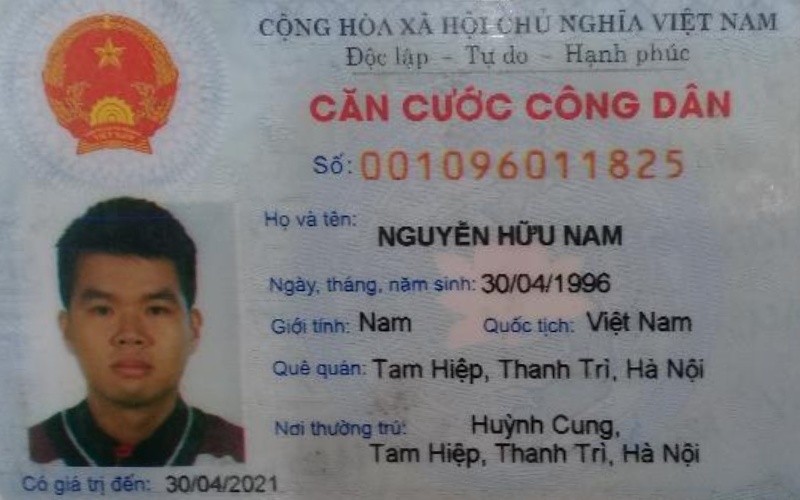 CỘNG HÒA XÃ HỘI CHỦ NGHĨA VIỆT NAM
Độc lập - Tự do - Hạnh phúc
CĂN CƯỚC CÔNG DÂN
Số: 001096011825
Họ và tên: NGUYỄN HỮU NAM
Ngày, tháng, năm sinh: 30/04/1996
Giới tính: Nam Quốc tịch: Việt Nam
Quê quán: Tam Hiệp, Thanh Trì, Hà Nội
Nơi thường trú: Huỳnh Cung,
Tam Hiệp, Thanh Trì, Hà Nội
Có giá trị đến: 30/04/2021